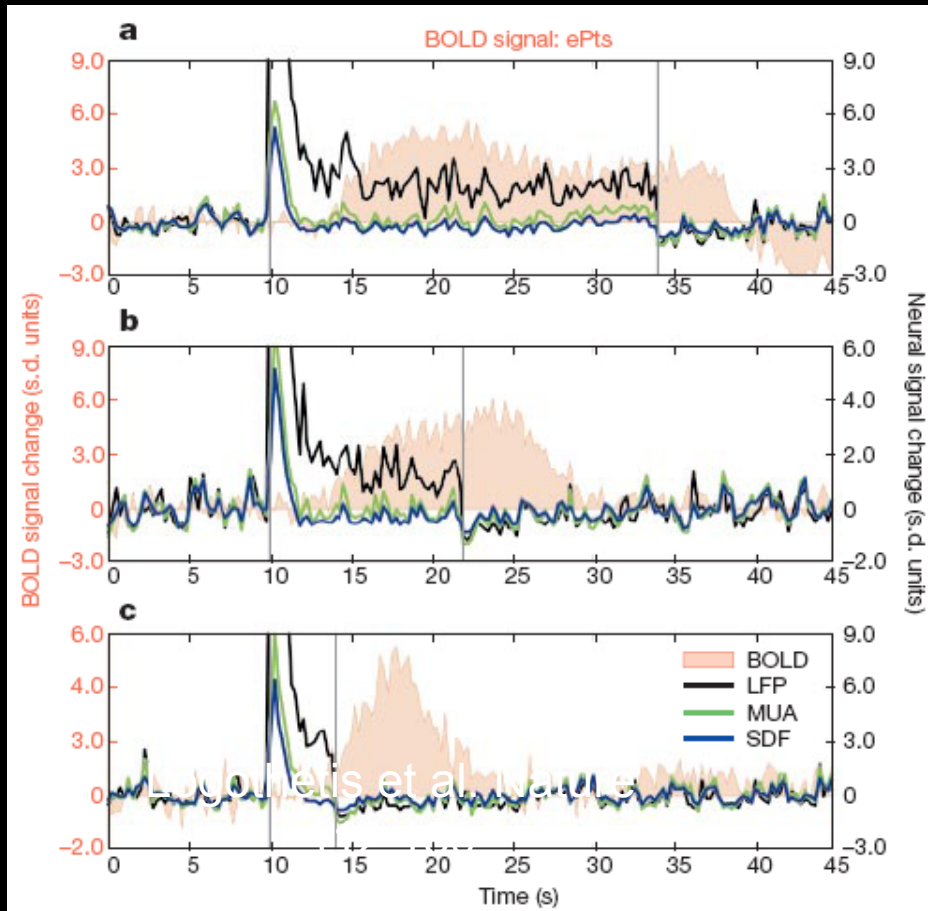 a
BOLD signal: ePts
9.0
6.0
3.0
0
−3.0
9.0
6.0
3.0
0
−3.0
0 5 10 15 20 25 30 35 40 45
b
9.0
6.0
3.0
0
−3.0
6.0
4.0
2.0
0
−2.0
0 5 10 15 20 25 30 35 40 45
BOLD signal change (s.d. units)
Neural signal change (s.d. units)
c
6.0
4.0
3.0
0
−2.0
9.0
6.0
3.0
0
−3.0
BOLD
LFP
MUA
SDF
Logothetis et al. Nature
0 5 10 15 20 25 30 35 40 45
Time (s)